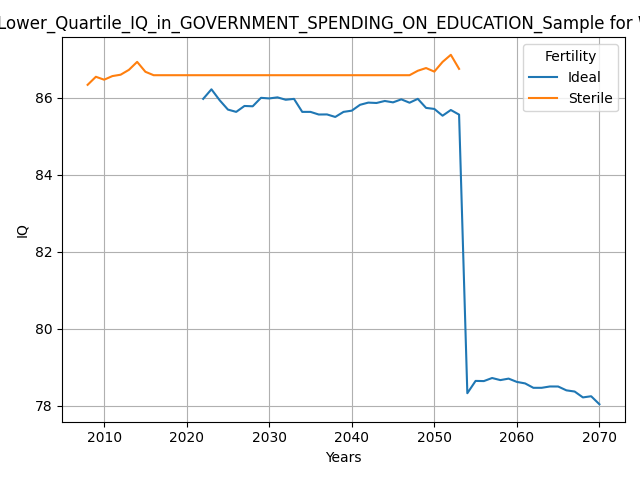 Lower_Quartile_IQ_in_GOVERNMENT_SPENDING_ON_EDUCATION_Sample for
Fertility
Ideal
Sterile
86
84
82
80
78
IQ
2010 2020 2030 2040 2050 2060 2070
Years